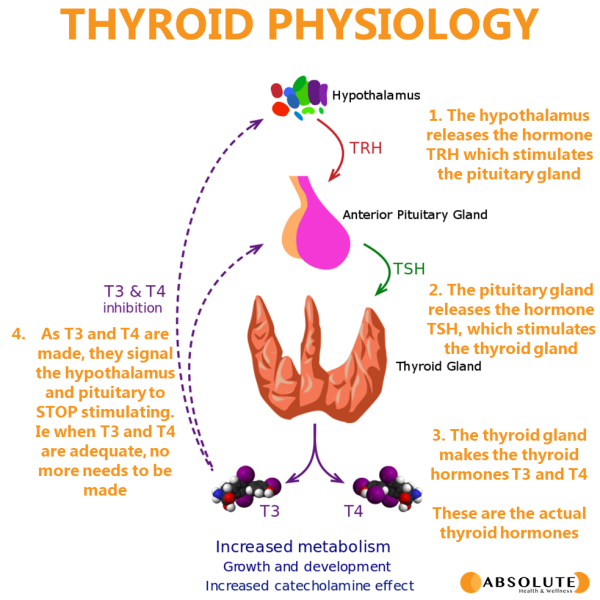 THYROID PHYSIOLOGY
Hypothalamus
1. The hypothalamus
releases the hormone
TRH which stimulates
the pituitary gland
TRH
Anterior Pituitary Gland
TSH
2. The pituitary gland
releases the hormone
TSH, which stimulates
the thyroid gland
T3 & T4
inhibition
4. As T3 and T4 are
made, they signal
the hypothalamus
and pituitary to
STOP stimulating.
Ie when T3 and T4
are adequate, no
more needs to be
made
Thyroid Gland
3. The thyroid gland
makes the thyroid
hormones T3 and T4
These are the actual
thyroid hormones
T3
T4
Increased metabolism
Growth and development
Increased catecholamine effect
ABSOLUTE
Health & Wellness